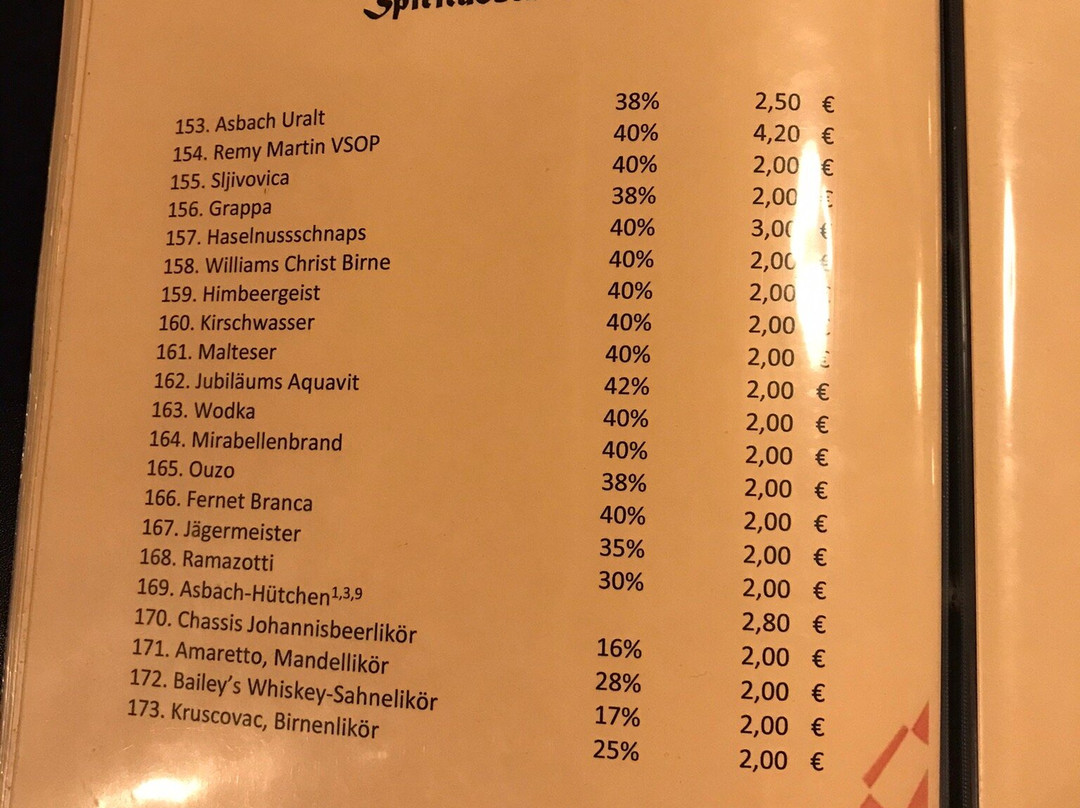 153. Asbach Uralt 38% 2,50 €
154. Remy Martin VSOP 40% 4,20 €
155. Sljivovica 40% 2,00 €
156. Grappa 38% 2,00 €
157. Haselnussschnaps 40% 3,00 €
158. Williams Christ Birne 40% 2,00 €
159. Himbeergeist 40% 2,00
160. Kirschwasser 40% 2,00
161. Malteser 40% 2,00 €
162. Jubiläums Aquavit 42% 2,00 €
163. Wodka 40% 2,00 €
164. Mirabellenbrand 40% 2,00 €
165. Ouzo 38% 2,00 €
166. Fernet Branca 40% 2,00 €
167. Jägermeister 35% 2,00 €
168. Ramazotti 30% 2,00 €
169. Asbach-Hütchen1,3,9 2,80 €
170. Chassis Johannisbeerlikör 16% 2,00 €
171. Amaretto, Mandellikör 28% 2,00 €
172. Bailey's Whiskey-Sahnelikör 17% 2,00 €
173. Kruscovac, Birnenlikör 25% 2,00 €